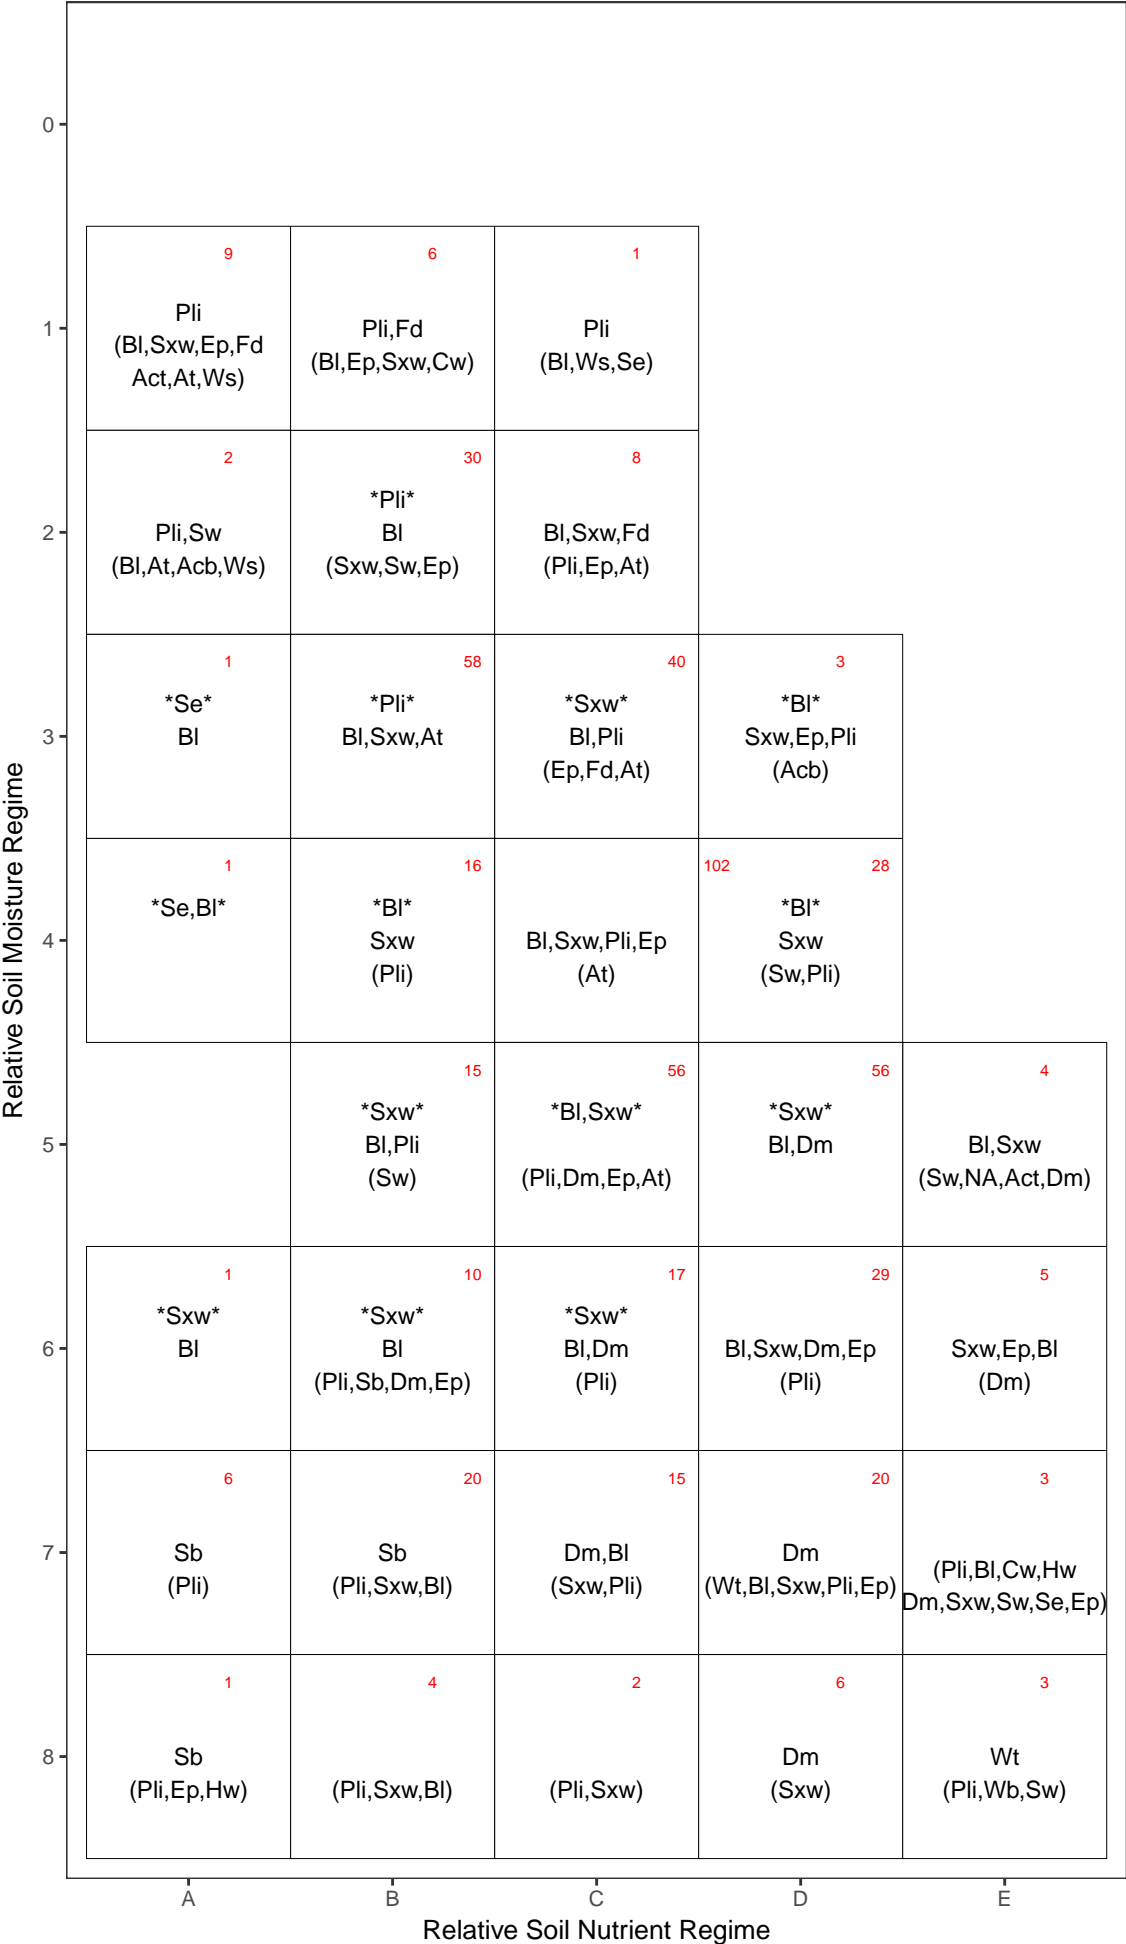 0
9
6
1
Pli
(Bl,Sxw,Ep,Fd
Act,At,Ws)
Pli,Fd
(Bl,Ep,Sxw,Cw)
Pli
(Bl,Ws,Se)
1
2
30
8
Pli,Sw
(Bl,At,Acb,Ws)
*Pli*
Bl
(Sxw,Sw,Ep)
Bl,Sxw,Fd
(Pli,Ep,At)
2
1
58
40
3
*Se*
Bl
*Pli*
Bl,Sxw,At
*Sxw*
Bl,Pli
(Ep,Fd,At)
*Bl*
Sxw,Ep,Pli
(Acb)
3
1
16
102
28
*Se,Bl*
*Bl*
Sxw
(Pli)
Bl,Sxw,Pli,Ep
(At)
*Bl*
Sxw
(Sw,Pli)
4
15
56
56
4
*Sxw*
Bl,Pli
(Sw)
*Bl,Sxw*
(Pli,Dm,Ep,At)
*Sxw*
Bl,Dm
Bl,Sxw
(Sw,NA,Act,Dm)
5
1
10
17
29
5
*Sxw*
Bl
*Sxw*
Bl
(Pli,Sb,Dm,Ep)
*Sxw*
Bl,Dm
(Pli)
Bl,Sxw,Dm,Ep
(Pli)
Sxw,Ep,Bl
(Dm)
6
6
20
15
20
3
Sb
(Pli)
Sb
(Pli,Sxw,Bl)
Dm,Bl
(Sxw,Pli)
Dm
(Wt,Bl,Sxw,Pli,Ep)
(Pli,Bl,Cw,Hw
Dm,Sxw,Sw,Se,Ep)
7
1
4
2
6
3
Sb
(Pli,Ep,Hw)
(Pli,Sxw,Bl)
(Pli,Sxw)
Dm
(Sxw)
Wt
(Pli,Wb,Sw)
8
A
B
C
D
E
Relative Soil Nutrient Regime
Relative Soil Moisture Regime